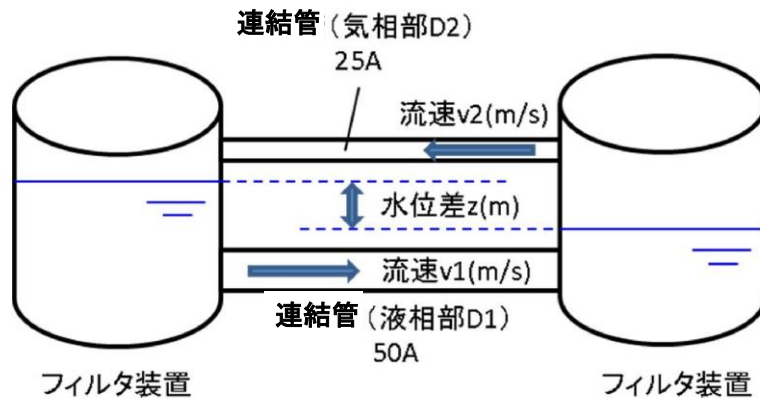 連結管（気相部D2）
25A
流速v2(m/s)
水位差z(m)
流速v1(m/s)
連結管（液相部D1）
50A
フィルタ装置
フィルタ装置